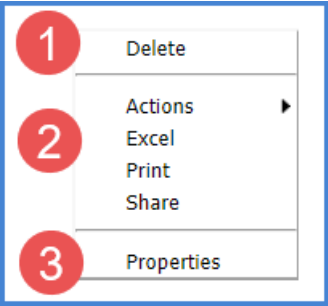 1 Delete
Actions
2 Excel
Print
Share
3 Properties